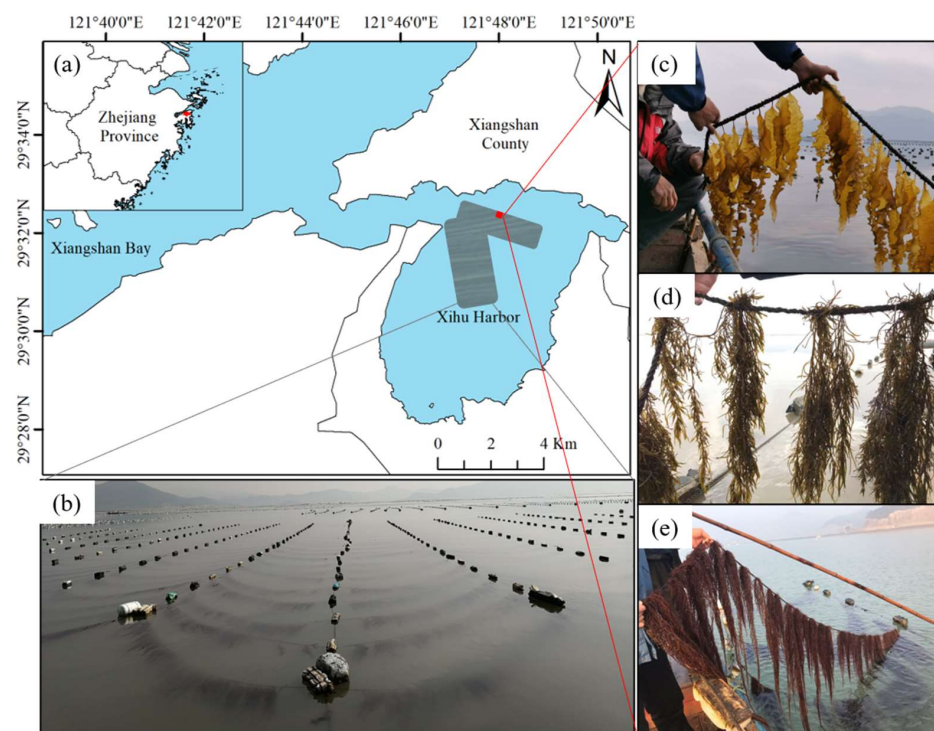 121°40'0"E 121°42'0"E 121°44'0"E 121°46'0"E 121°48'0"E 121°50'0"E
(a)
N
(c)
Zhejiang
Province
Xiangshan
County
29°34'0"N
29°32'0"N
Xiangshan Bay
29°30'0"N
Xihu Harbor
29°28'0"N
0 2 4 Km
(d)
(b)
(e)